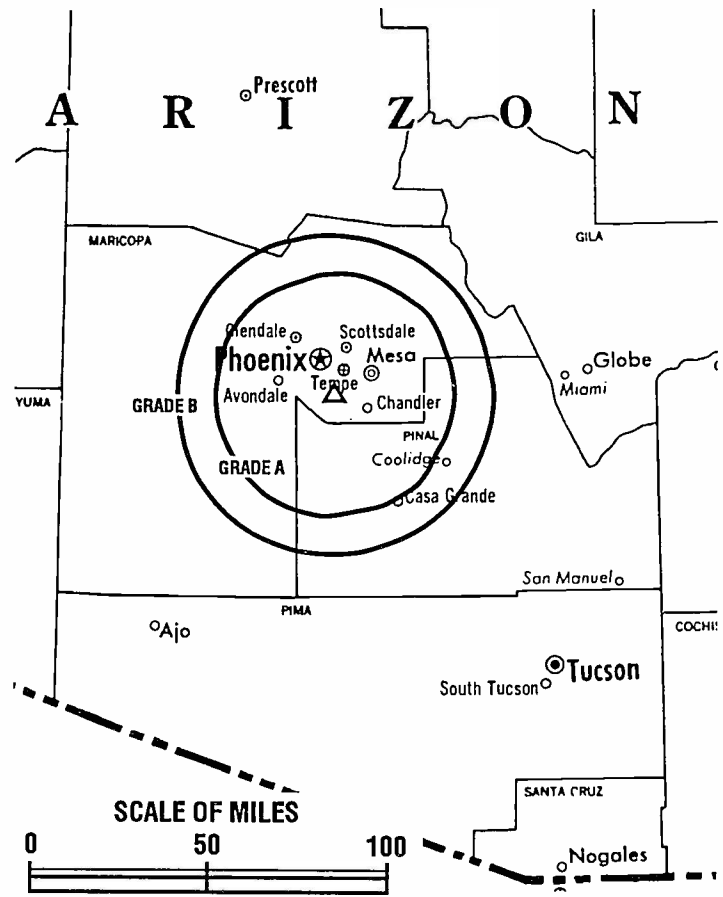 Prescott
A R I Z O N
MARICOPA
GILA
Glendale
Scottsdale
Phoenix
Mesa
Globe
Miami
Tempe
Avondale
YUMA
GRADE B
Chandler
PINAL
Coolidge
GRADE A
Casa Grande
San Manuel
PIMA
Ajo
COCHIS
Tucson
South Tucson
SANTA CRUZ
SCALE OF MILES
0 50 100
Nogales